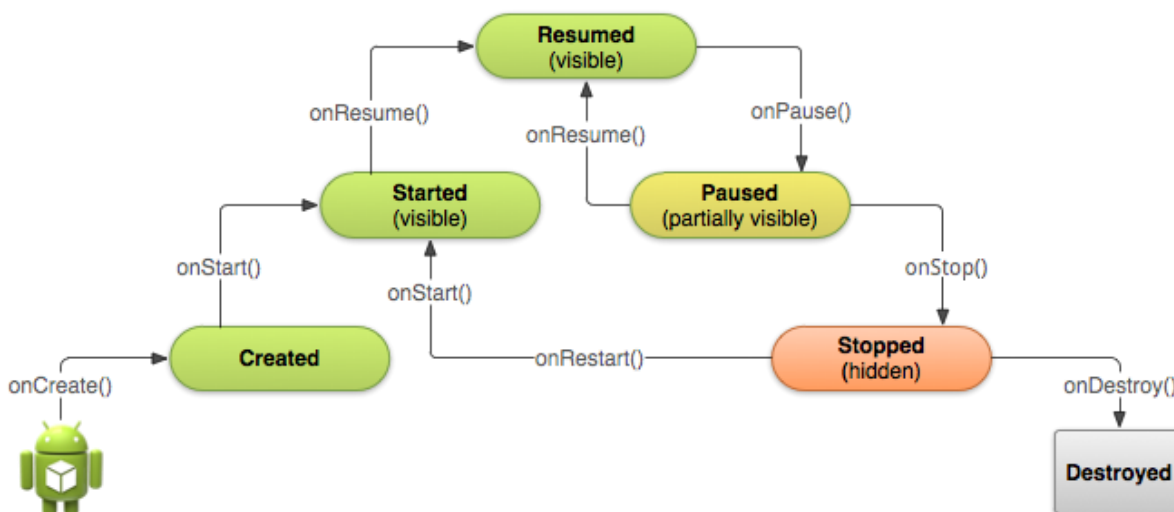 Resumed
(visible)
onResume()
onResume()
onPause()
Started
(visible)
Paused
(partially visible)
onStart()
onStart()
onStop()
Created
onRestart()
Stopped
(hidden)
onCreate()
onDestroy()
Destroyed